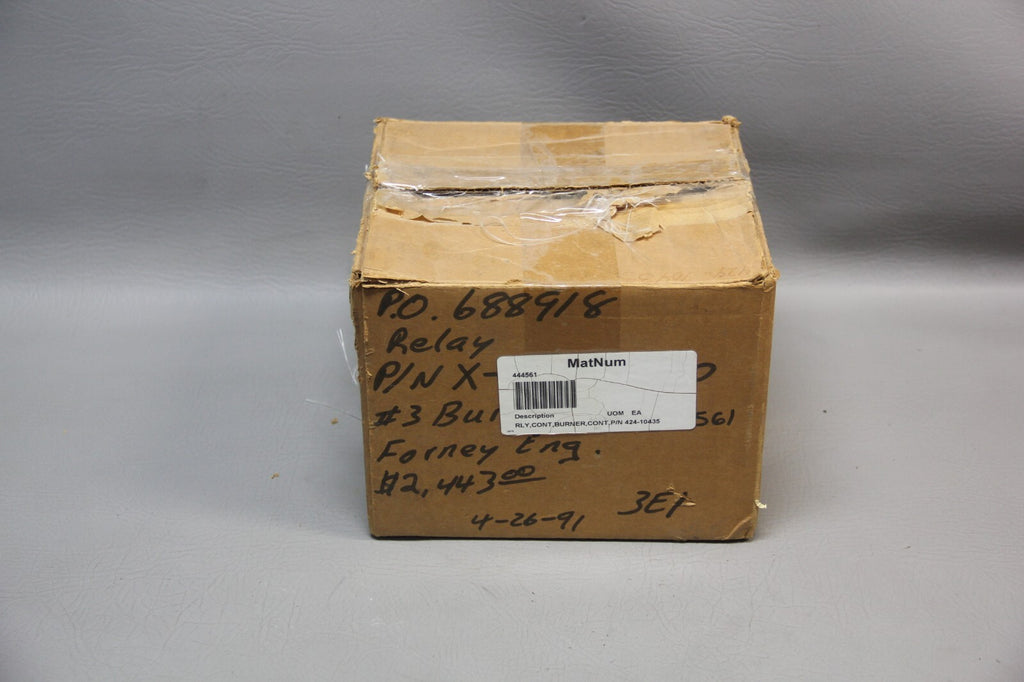 P.O. 688918
Relay
P/N X-
#3 Bur 561
Forney Eng.
$2,443.00
4-26-91
3E1
MatNum
444561
Description UOM EA
RLY,CONT,BURNER,CONT,P/N 424-10435